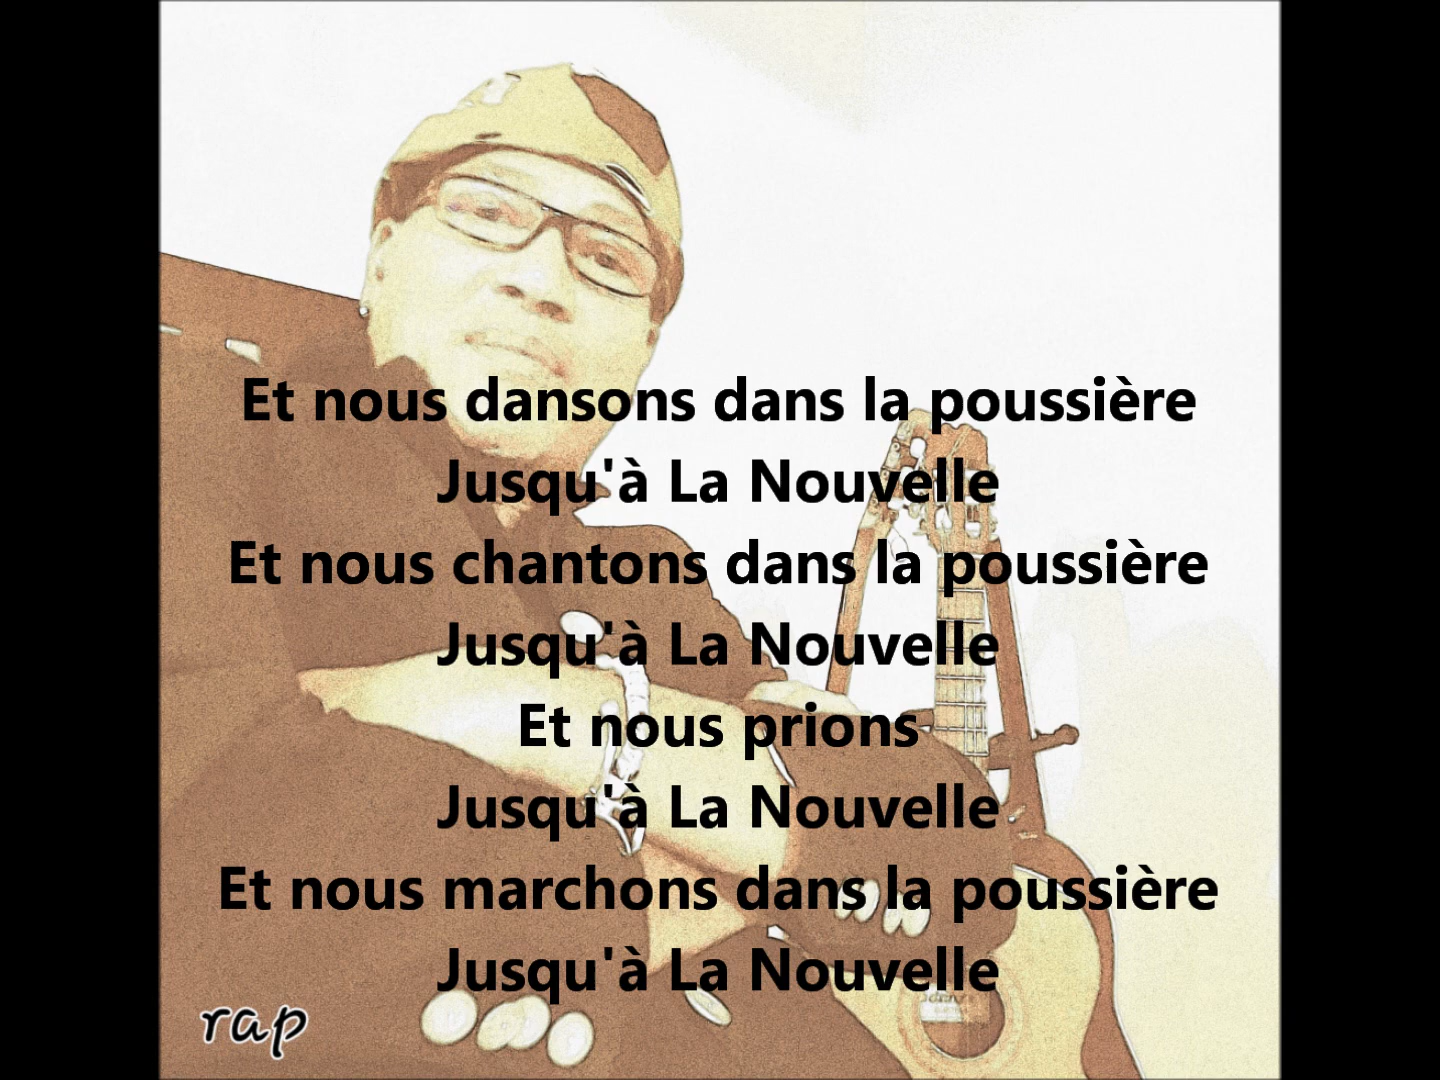 Et nous dansons dans la poussière
Jusqu'à La Nouvelle
Et nous chantons dans la poussière
Jusqu'à La Nouvelle
Et nous prions
Jusqu'à La Nouvelle
Et nous marchons dans la poussière
Jusqu'à La Nouvelle
rap